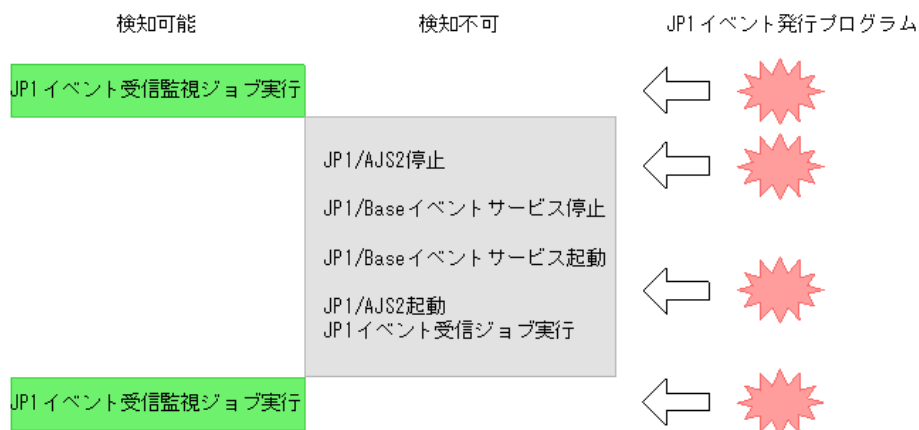 検知可能
検知不可
JP1イベント発行プログラム
JP1イベント受信監視ジョブ実行
JP1/AJS2停止
JP1/Baseイベントサービス停止
JP1/Baseイベントサービス起動
JP1/AJS2起動
JP1イベント受信ジョブ実行
JP1イベント受信監視ジョブ実行